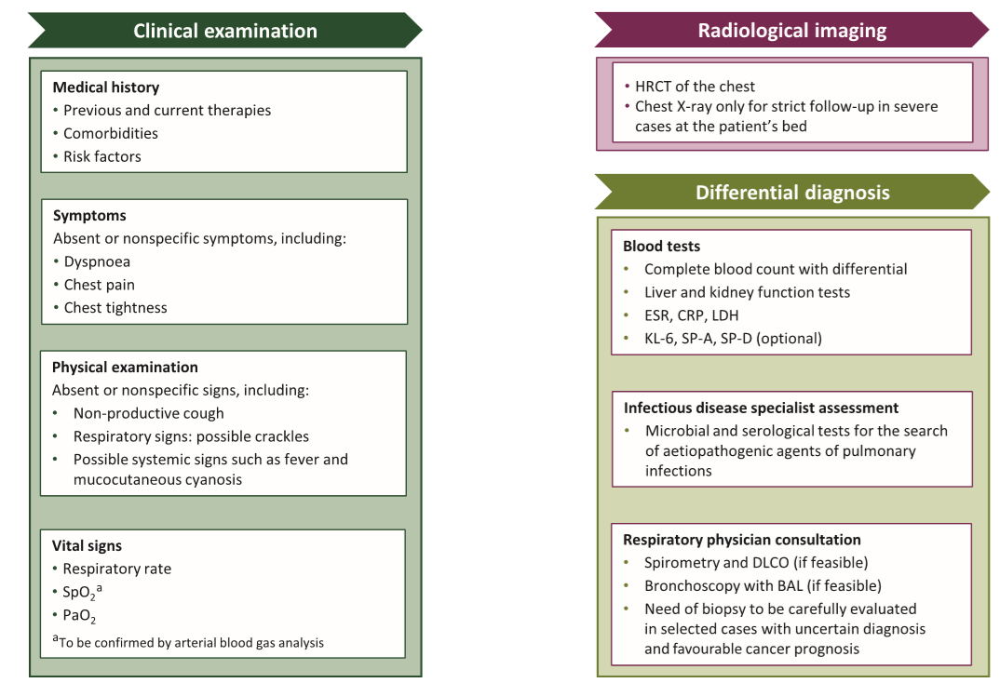 Clinical examination
Medical history
• Previous and current therapies
• Comorbidities
• Risk factors
Symptoms
Absent or nonspecific symptoms, including:
• Dyspnoea
• Chest pain
• Chest tightness
Physical examination
Absent or nonspecific signs, including:
• Non-productive cough
• Respiratory signs: possible crackles
• Possible systemic signs such as fever and
mucocutaneous cyanosis
Vital signs
• Respiratory rate
• SpO₂ᵃ
• PaO₂
ᵃTo be confirmed by arterial blood gas analysis
Radiological imaging
• HRCT of the chest
• Chest X-ray only for strict follow-up in severe
cases at the patient’s bed
Differential diagnosis
Blood tests
• Complete blood count with differential
• Liver and kidney function tests
• ESR, CRP, LDH
• KL-6, SP-A, SP-D (optional)
Infectious disease specialist assessment
• Microbial and serological tests for the search
of aetiopathogenic agents of pulmonary
infections
Respiratory physician consultation
• Spirometry and DLCO (if feasible)
• Bronchoscopy with BAL (if feasible)
• Need of biopsy to be carefully evaluated
in selected cases with uncertain diagnosis
and favourable cancer prognosis